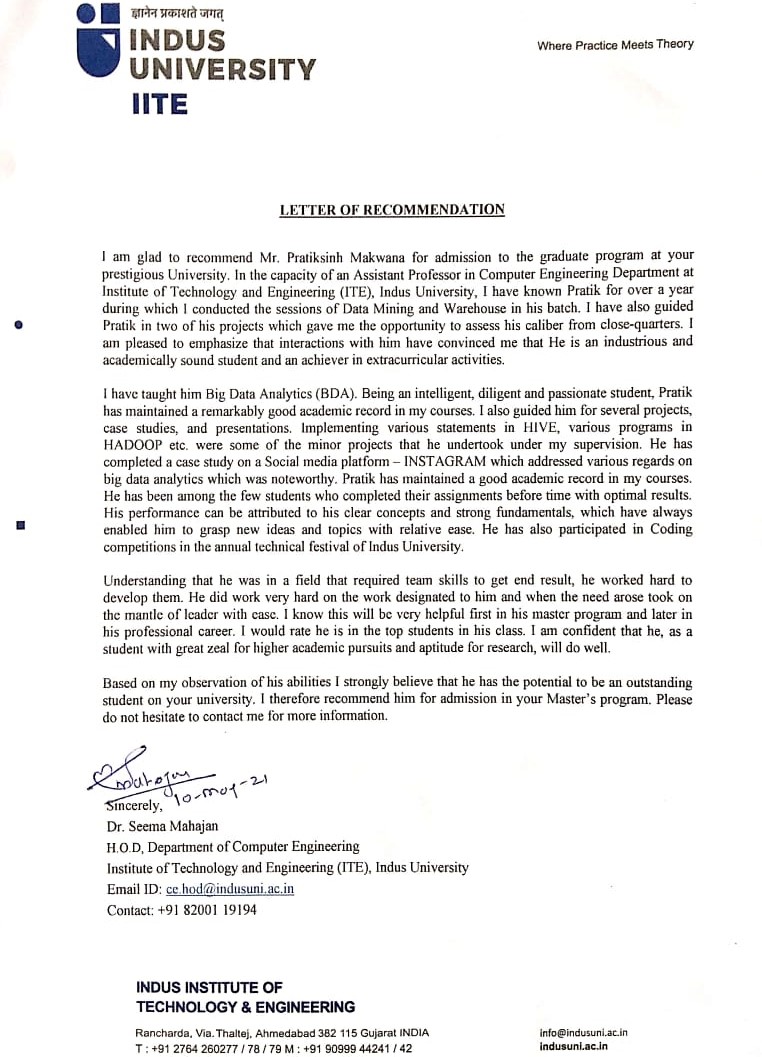 ज्ञानेन प्रकाशते जगत्
INDUS
UNIVERSITY
IITE
Where Practice Meets Theory
LETTER OF RECOMMENDATION
I am glad to recommend Mr. Pratiksinh Makwana for admission to the graduate program at your
prestigious University. In the capacity of an Assistant Professor in Computer Engineering Department at
Institute of Technology and Engineering (ITE), Indus University, I have known Pratik for over a year
during which I conducted the sessions of Data Mining and Warehouse in his batch. I have also guided
Pratik in two of his projects which gave me the opportunity to assess his caliber from close-quarters. I
am pleased to emphasize that interactions with him have convinced me that He is an industrious and
academically sound student and an achiever in extracurricular activities.
I have taught him Big Data Analytics (BDA). Being an intelligent, diligent and passionate student, Pratik
has maintained a remarkably good academic record in my courses. I also guided him for several projects,
case studies, and presentations. Implementing various statements in HIVE, various programs in
HADOOP etc. were some of the minor projects that he undertook under my supervision. He has
completed a case study on a Social media platform – INSTAGRAM which addressed various regards on
big data analytics which was noteworthy. Pratik has maintained a good academic record in my courses.
He has been among the few students who completed their assignments before time with optimal results.
His performance can be attributed to his clear concepts and strong fundamentals, which have always
enabled him to grasp new ideas and topics with relative ease. He has also participated in Coding
competitions in the annual technical festival of Indus University.
Understanding that he was in a field that required team skills to get end result, he worked hard to
develop them. He did work very hard on the work designated to him and when the need arose took on
the mantle of leader with ease. I know this will be very helpful first in his master program and later in
his professional career. I would rate he is in the top students in his class. I am confident that he, as a
student with great zeal for higher academic pursuits and aptitude for research, will do well.
Based on my observation of his abilities I strongly believe that he has the potential to be an outstanding
student on your university. I therefore recommend him for admission in your Master's program. Please
do not hesitate to contact me for more information.
10-may-21
Sincerely,
Dr. Seema Mahajan
H.O.D, Department of Computer Engineering
Institute of Technology and Engineering (ITE), Indus University
Email ID: ce.hod@indusuni.ac.in
Contact: +91 82001 19194
INDUS INSTITUTE OF
TECHNOLOGY & ENGINEERING
Rancharda, Via. Thaltej, Ahmedabad 382 115 Gujarat INDIA
T : +91 2764 260277 / 78 / 79 M : +91 90999 44241 / 42
info@indusuni.ac.in
indusuni.ac.in